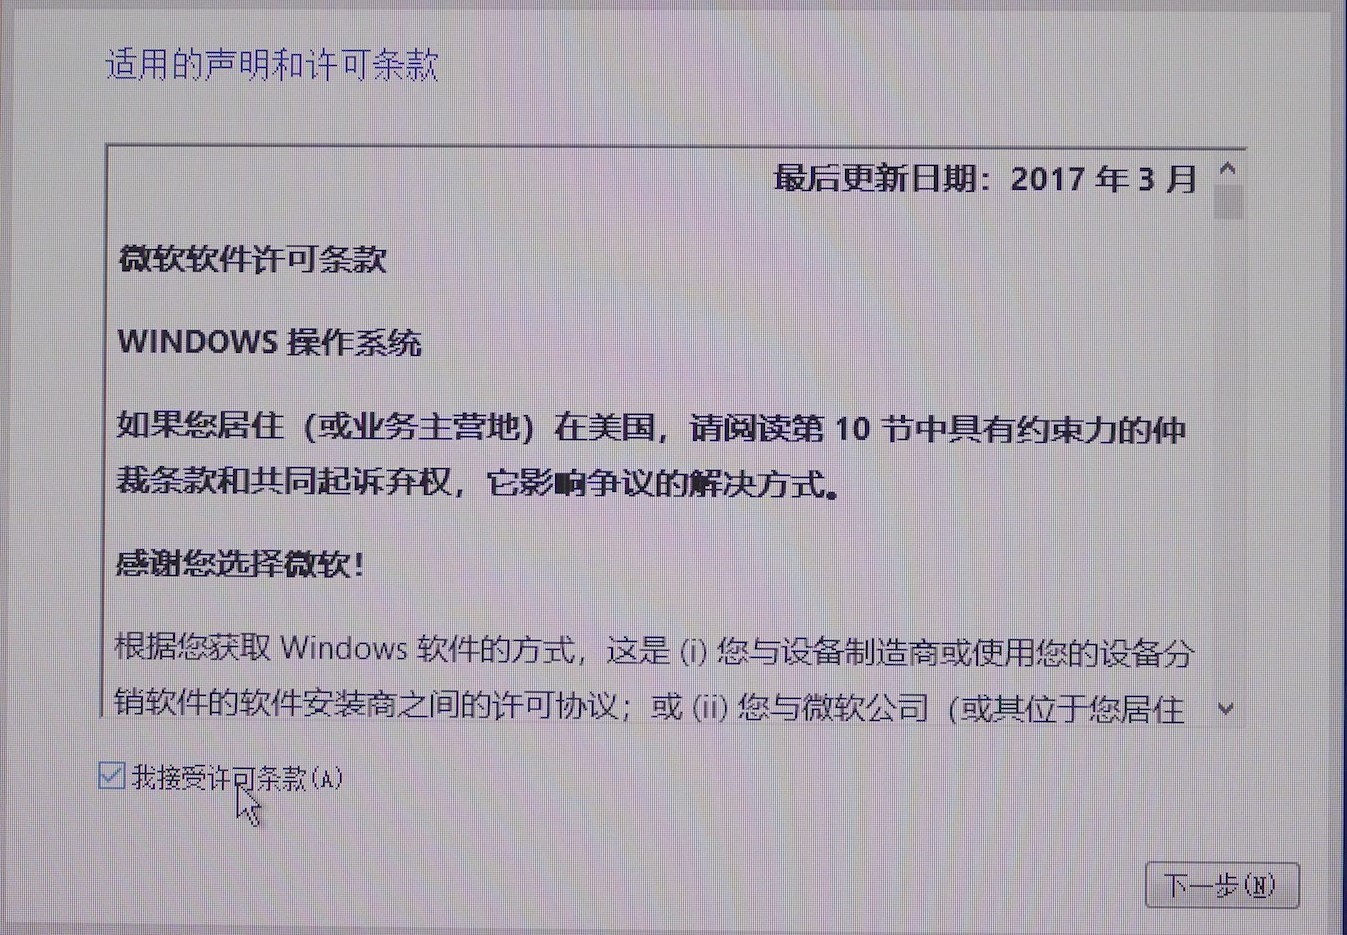 适用的声明和许可条款
最后更新日期：2017 年 3 月
微软软件许可条款
WINDOWS 操作系统
如果您居住（或业务主营地）在美国，请阅读第 10 节中具有约束力的仲
裁条款和共同起诉弃权，它影响争议的解决方式。
感谢您选择微软！
根据您获取 Windows 软件的方式，这是 (i) 您与设备制造商或使用您的设备分
销软件的软件安装商之间的许可协议；或 (ii) 您与微软公司（或其位于您居住
我接受许可条款(A)
下一步(N)